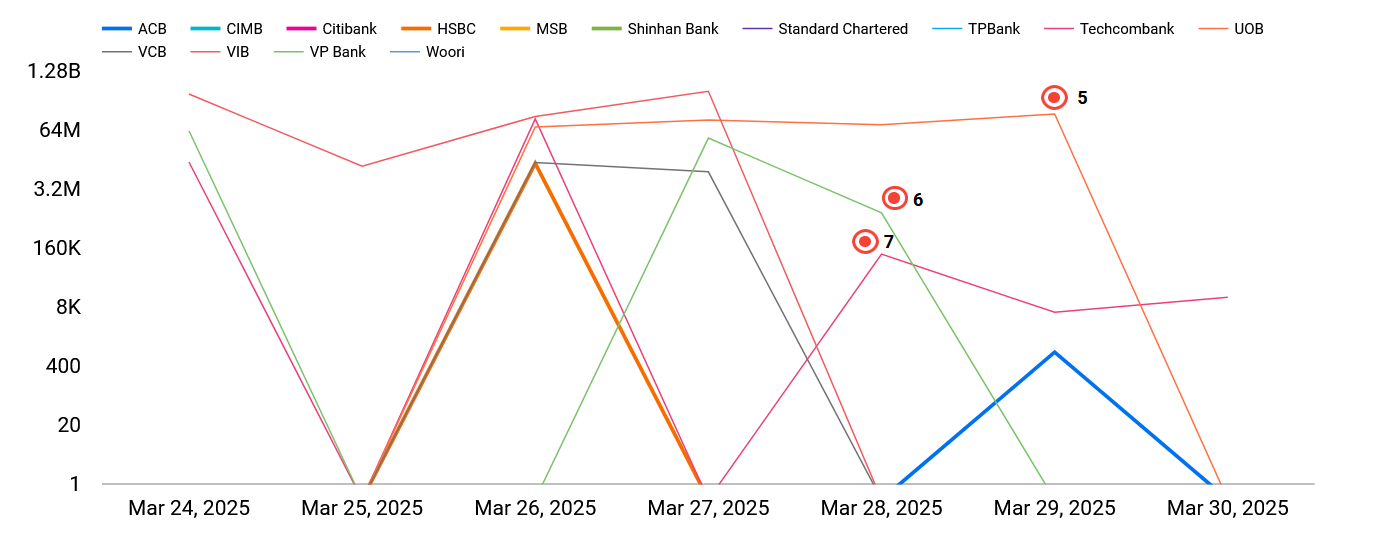 ACB CIMB Citibank HSBC MSB Shinhan Bank Standard Chartered TPBank Techcombank UOB
VCB VIB VP Bank Woori
1.28B
64M
3.2M
160K
8K
400
20
1
5
6
7
Mar 24, 2025 Mar 25, 2025 Mar 26, 2025 Mar 27, 2025 Mar 28, 2025 Mar 29, 2025 Mar 30, 2025